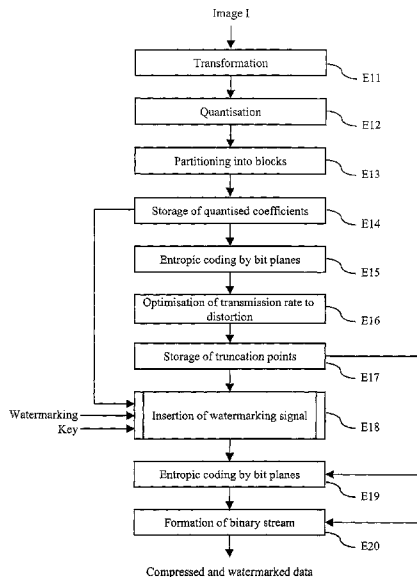 Image I
Transformation
E11
Quantisation
E12
Partitioning into blocks
E13
Storage of quantised coefficients
E14
Entropic coding by bit planes
E15
Optimisation of transmission rate to
distortion
E16
Storage of truncation points
E17
Watermarking
Key
Insertion of watermarking signal
E18
Entropic coding by bit planes
E19
Formation of binary stream
E20
Compressed and watermarked data